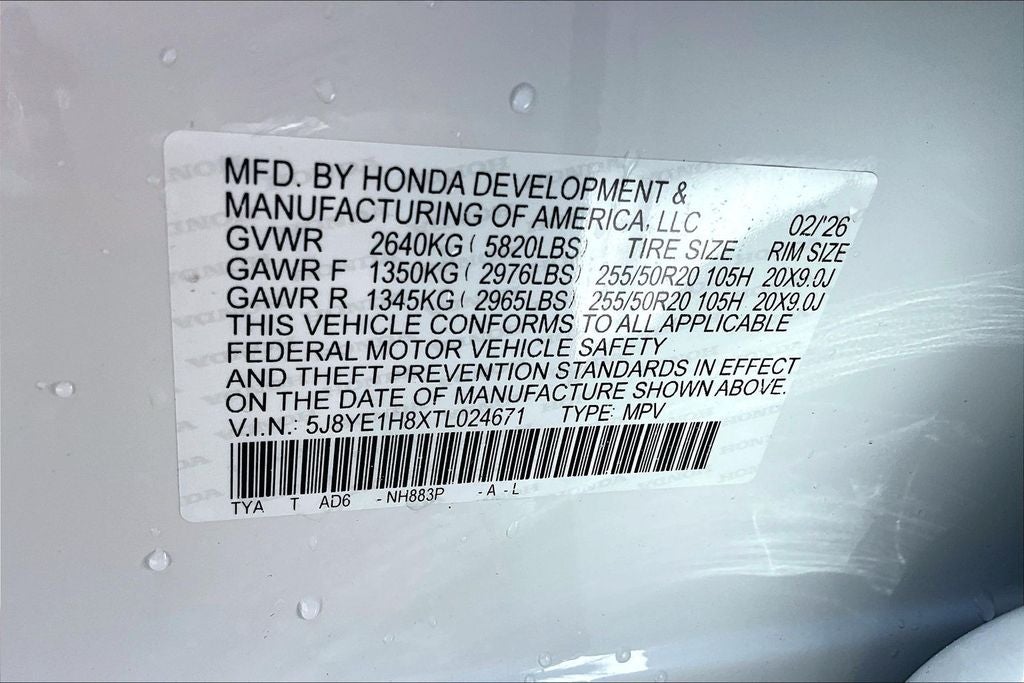 MFD. BY HONDA DEVELOPMENT &
MANUFACTURING OF AMERICA, LLC 02/'26
GVWR 2640KG ( 5820LBS) TIRE SIZE RIM SIZE
GAWR F 1350KG ( 2976LBS) 255/50R20 105H 20X9.0J
GAWR R 1345KG ( 2965LBS) 255/50R20 105H 20X9.0J
THIS VEHICLE CONFORMS TO ALL APPLICABLE
FEDERAL MOTOR VEHICLE SAFETY
AND THEFT PREVENTION STANDARDS IN EFFECT
ON THE DATE OF MANUFACTURE SHOWN ABOVE.
V.I.N.: 5J8YE1H8XTL024671 TYPE: MPV
TYA T AD6 - NH883P - A - L